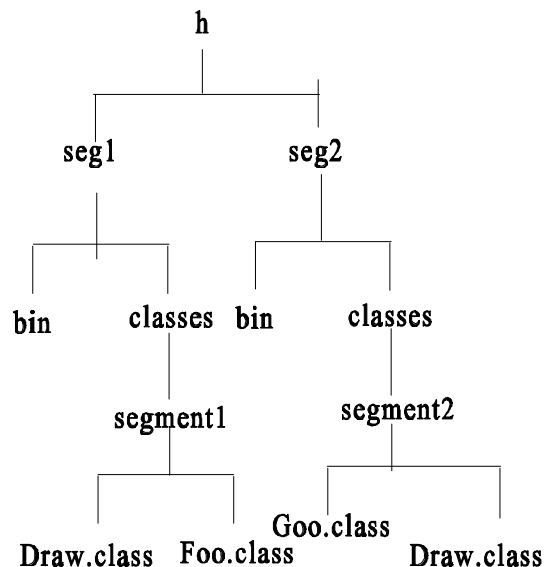 h
seg1 seg2
bin classes bin classes
segment1 segment2
Draw.class Foo.class Goo.class Draw.class